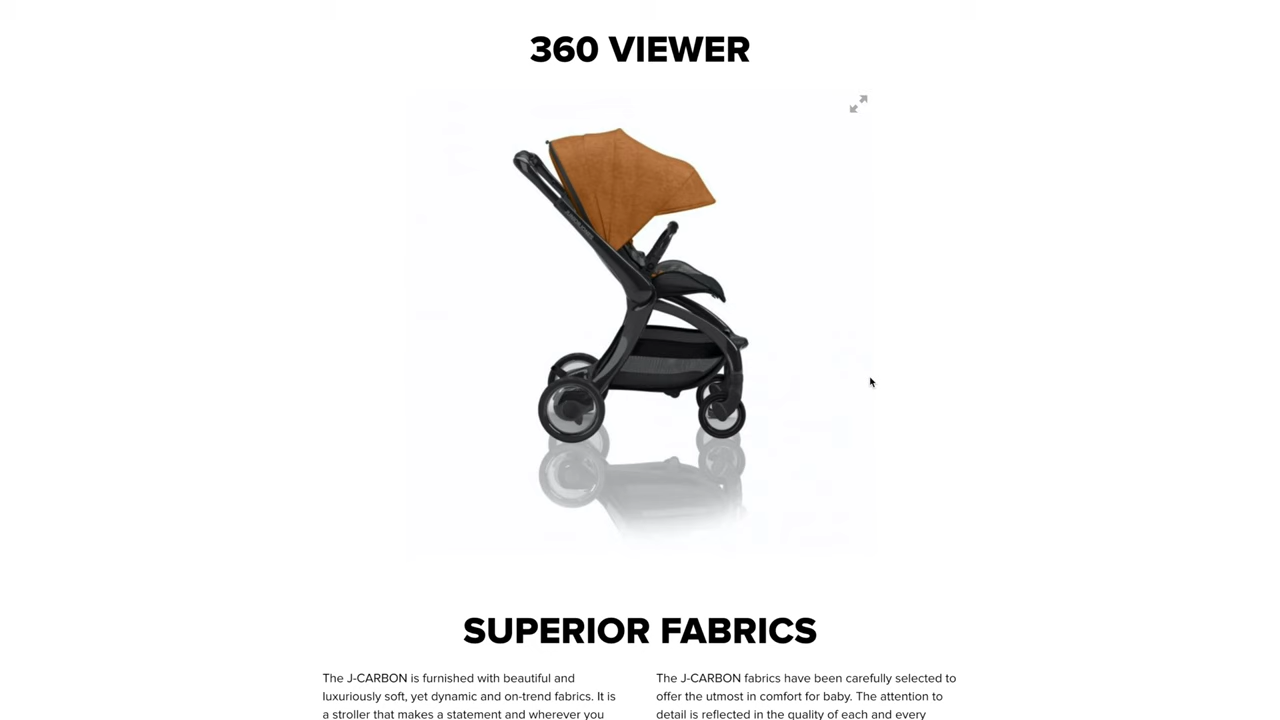 360 VIEWER
SUPERIOR FABRICS
The J-CARBON is furnished with beautiful and
luxuriously soft, yet dynamic and on-trend fabrics. It is
a stroller that makes a statement and wherever you
The J-CARBON fabrics have been carefully selected to
offer the utmost in comfort for baby. The attention to
detail is reflected in the quality of each and every